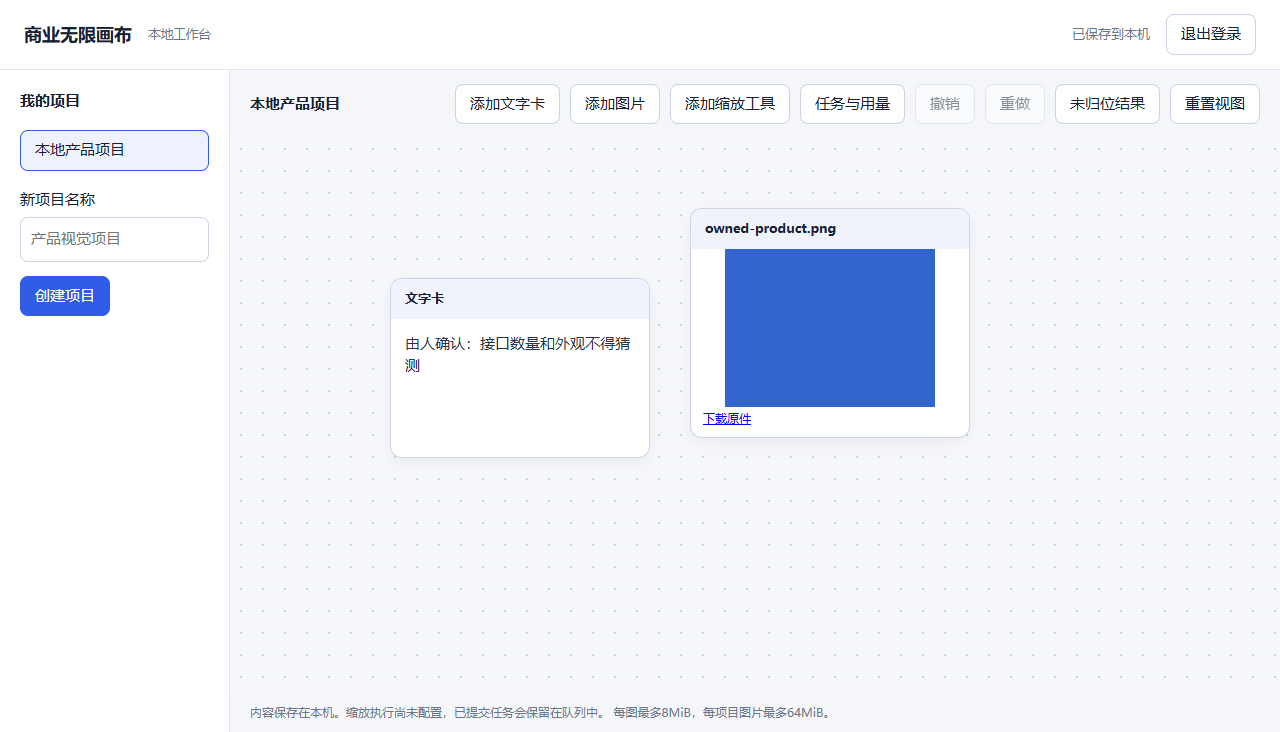 商业无限画布 本地工作台 已保存到本机 退出登录
我的项目
本地产品项目
新项目名称
产品视觉项目
创建项目
本地产品项目 添加文字卡 添加图片 添加缩放工具 任务与用量 撤销 重做 未归位结果 重置视图
owned-product.png
下载原件
文字卡
由人确认：接口数量和外观不得猜
测
内容保存在本机。缩放执行尚未配置，已提交任务会保留在队列中。 每图最多8MiB，每项目图片最多64MiB。